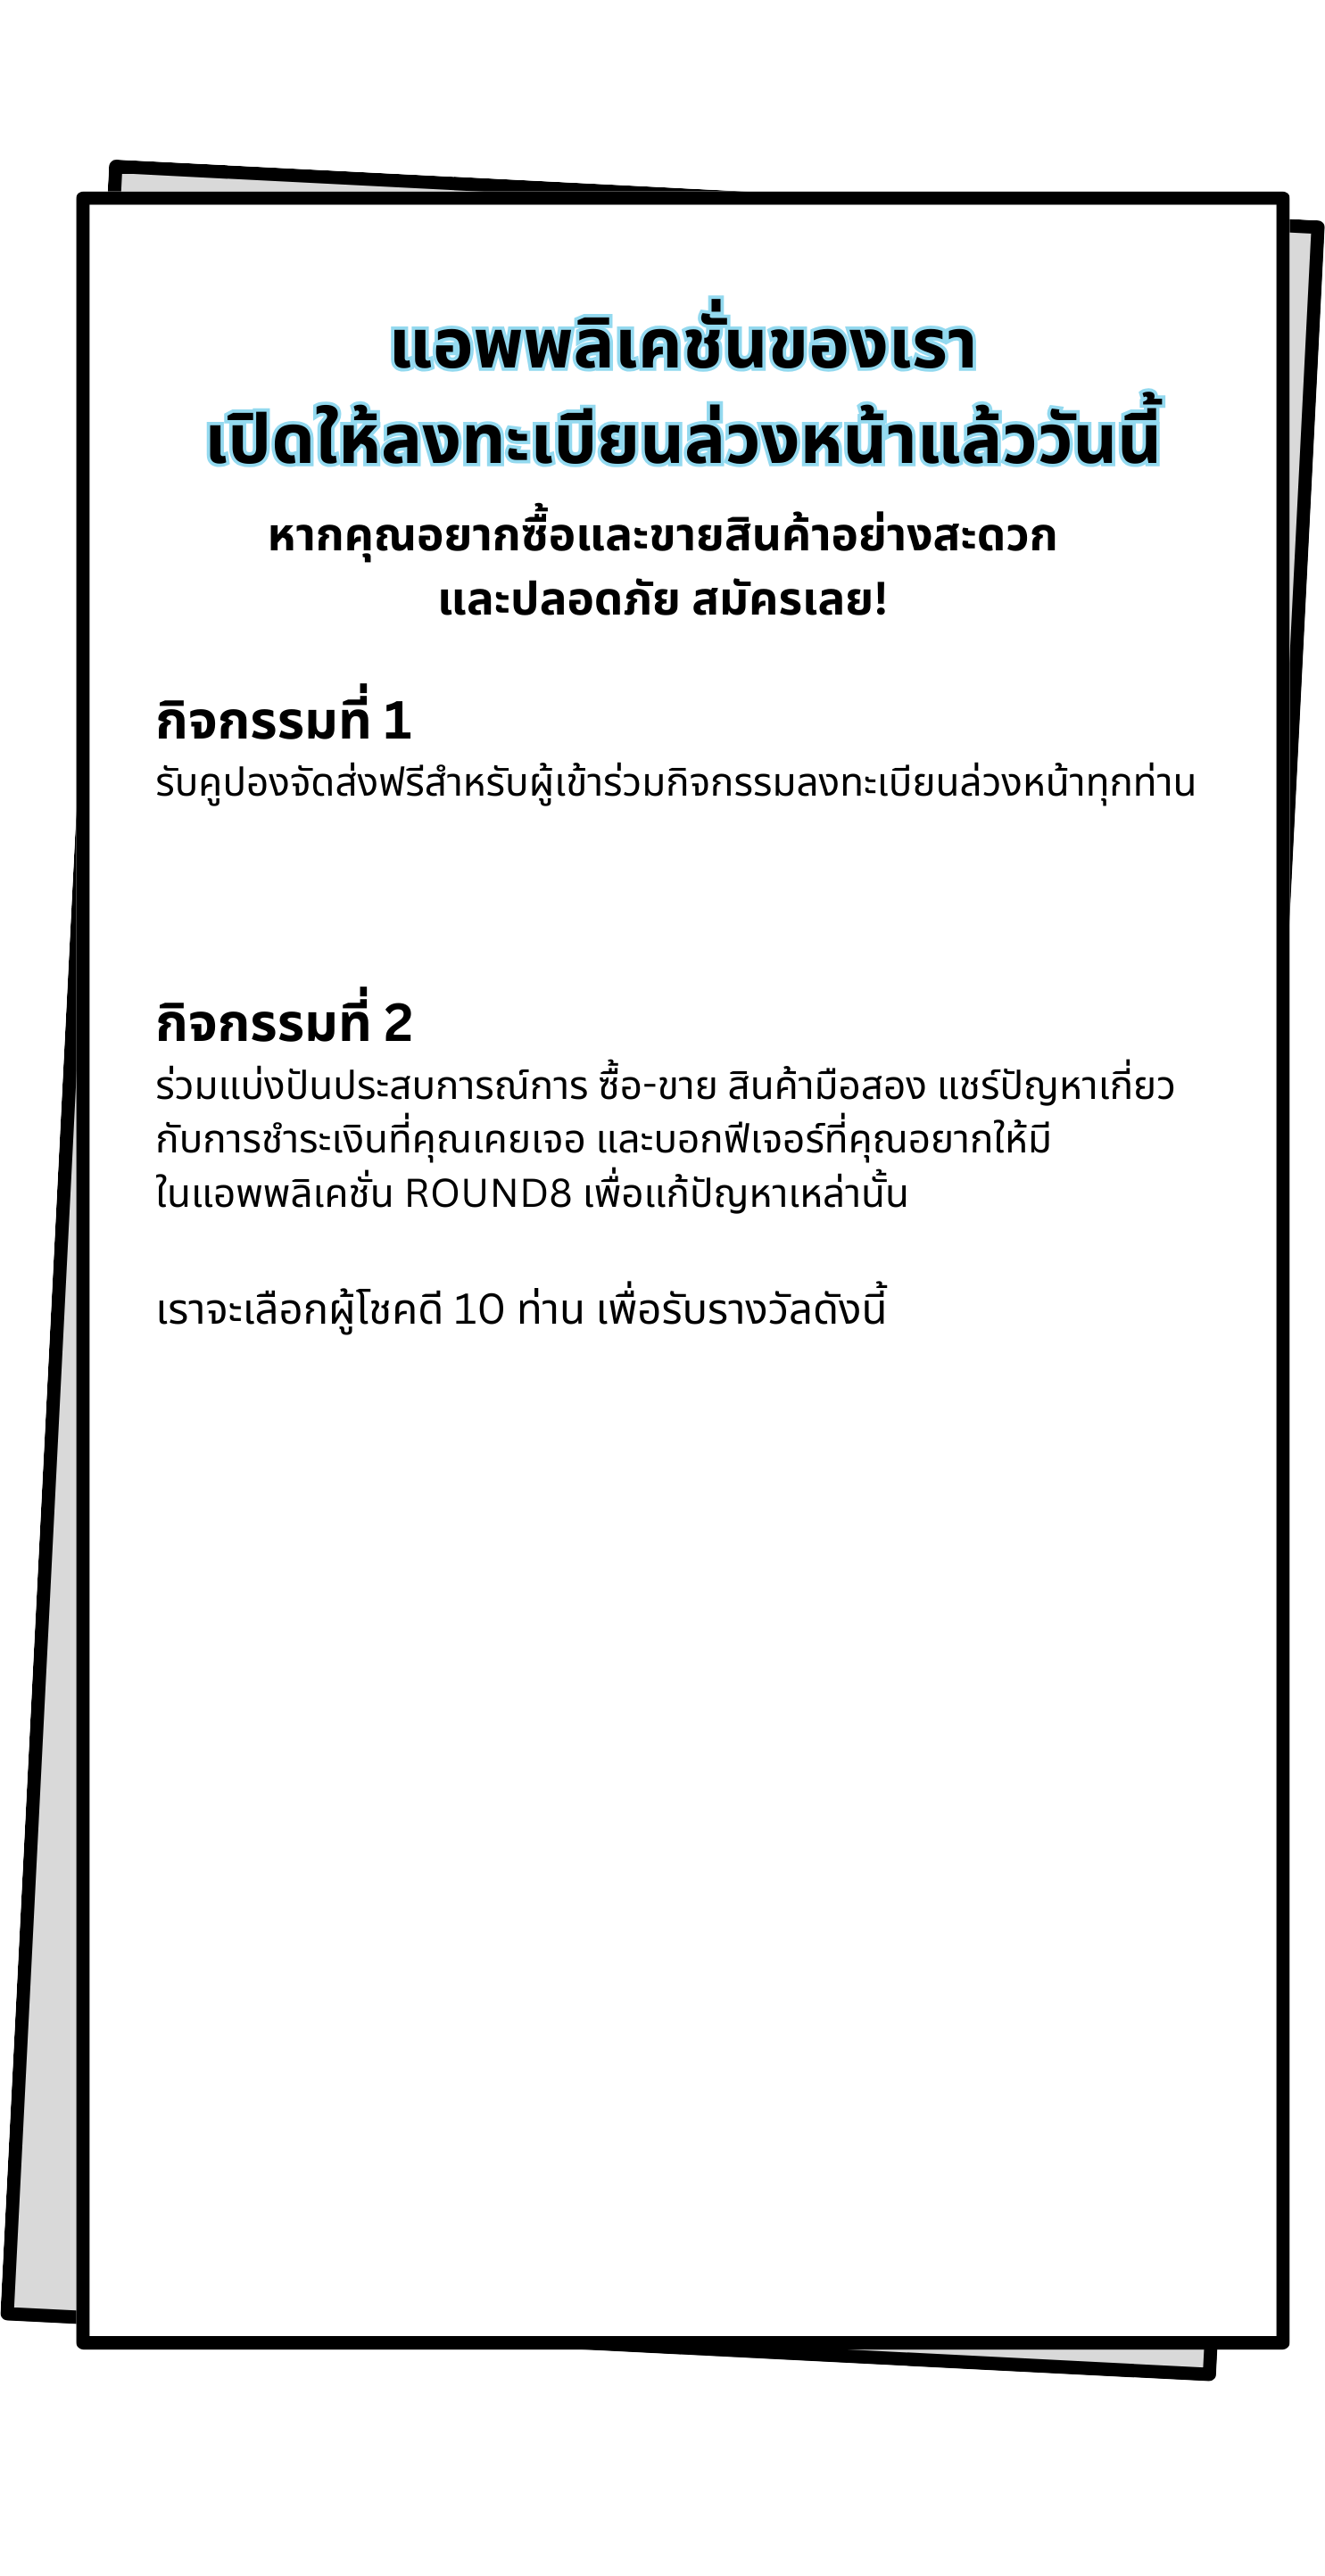 แอพพลิเคชั่นของเรา
เปิดให้ลงทะเบียนล่วงหน้าแล้ววันนี้
หากคุณอยากซื้อและขายสินค้าอย่างสะดวก
และปลอดภัย สมัครเลย!
กิจกรรมที่ 1
รับคูปองจัดส่งฟรีสำหรับผู้เข้าร่วมกิจกรรมลงทะเบียนล่วงหน้าทุกท่าน
กิจกรรมที่ 2
ร่วมแบ่งปันประสบการณ์การ ซื้อ-ขาย สินค้ามือสอง แชร์ปัญหาเกี่ยว
กับการชำระเงินที่คุณเคยเจอ และบอกฟีเจอร์ที่คุณอยากให้มี
ในแอพพลิเคชั่น ROUND8 เพื่อแก้ปัญหาเหล่านั้น
เราจะเลือกผู้โชคดี 10 ท่าน เพื่อรับรางวัลดังนี้